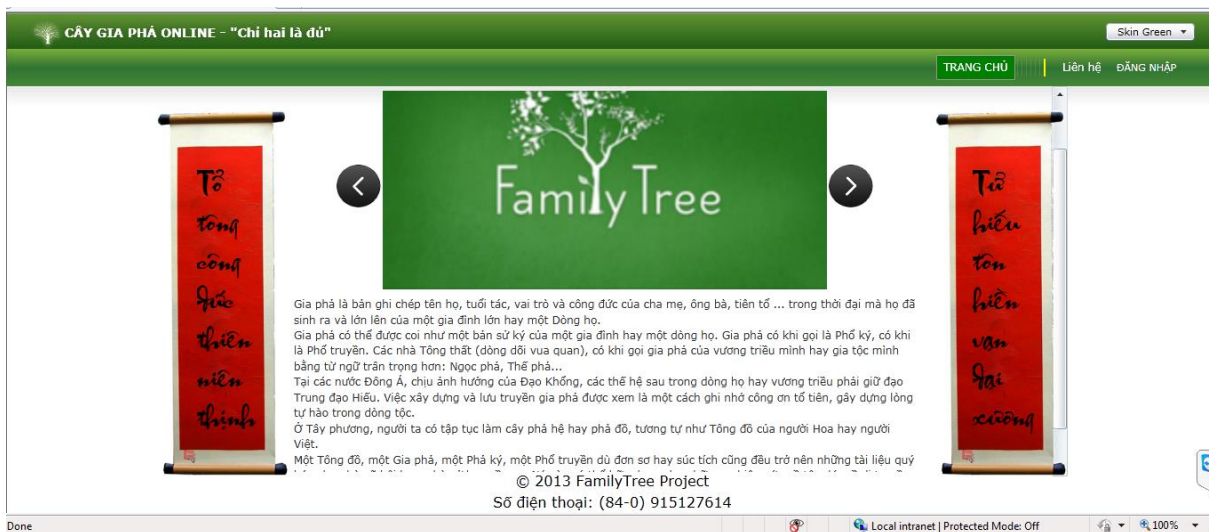 CÂY GIA PHẢ ONLINE - "Chỉ hai là đủ"
Skin Green
TRANG CHỦ
Liên hệ
ĐĂNG NHẬP
Tổ
tông
công
đức
thiên
niên
thịnh
Family Tree
Tử
hiếu
tôn
hiền
vạn
đại
xương
Gia phả là bản ghi chép tên họ, tuổi tác, vai trò và công đức của cha mẹ, ông bà, tiên tổ ... trong thời đại mà họ đã
sinh ra và lớn lên của một gia đình lớn hay một Dòng họ.
Gia phả có thể được coi như một bản sử ký của một gia đình hay một dòng họ. Gia phả có khi gọi là Phổ ký, có khi
là Phổ truyền. Các nhà Tông thất (dòng dõi vua quan), có khi gọi gia phả của vương triều mình hay gia tộc mình
bằng từ ngữ trân trọng hơn: Ngọc phả, Thế phả...
Tại các nước Đông Á, chịu ảnh hưởng của Đạo Khổng, các thế hệ sau trong dòng họ hay vương triều phải giữ đạo
Trung đạo Hiếu. Việc xây dựng và lưu truyền gia phả được xem là một cách ghi nhớ công ơn tổ tiên, gây dựng lòng
tự hào trong dòng tộc.
Ở Tây phương, người ta có tập tục làm cây phả hệ hay phả đồ, tương tự như Tông đồ của người Hoa hay người
Việt.
Một Tông đồ, một Gia phả, một Phả ký, một Phổ truyền dù đơn sơ hay súc tích cũng đều trở nên những tài liệu quý
© 2013 FamilyTree Project
Số điện thoại: (84-0) 915127614
Done
Local intranet | Protected Mode: Off
100%